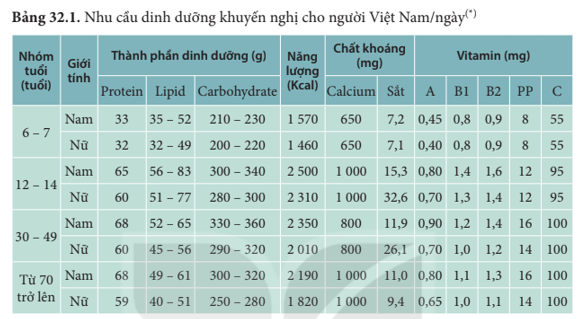 Bảng 32.1. Nhu cầu dinh dưỡng khuyến nghị cho người Việt Nam/ngày(*)
Nhóm tuổi (tuổi) Giới tính Thành phần dinh dưỡng (g) Năng lượng (Kcal) Chất khoáng (mg) Vitamin (mg)
Protein Lipid Carbohydrate Calcium Sắt A B1 B2 PP C
6 – 7 Nam 33 35 – 52 210 – 230 1 570 650 7,2 0,45 0,8 0,9 8 55
Nữ 32 32 – 49 200 – 220 1 460 650 7,1 0,40 0,8 0,9 8 55
12 – 14 Nam 65 56 – 83 300 – 340 2 500 1 000 15,3 0,80 1,4 1,6 12 95
Nữ 60 51 – 77 280 – 300 2 310 1 000 32,6 0,70 1,3 1,4 12 95
30 – 49 Nam 68 52 – 65 330 – 360 2 350 800 11,9 0,90 1,2 1,4 16 100
Nữ 60 45 – 56 290 – 320 2 010 800 26,1 0,70 1,0 1,2 14 100
Từ 70 trở lên Nam 68 49 – 61 300 – 320 2 190 1 000 11,0 0,80 1,1 1,3 16 100
Nữ 59 40 – 51 250 – 280 1 820 1 000 9,4 0,65 1,0 1,1 14 100